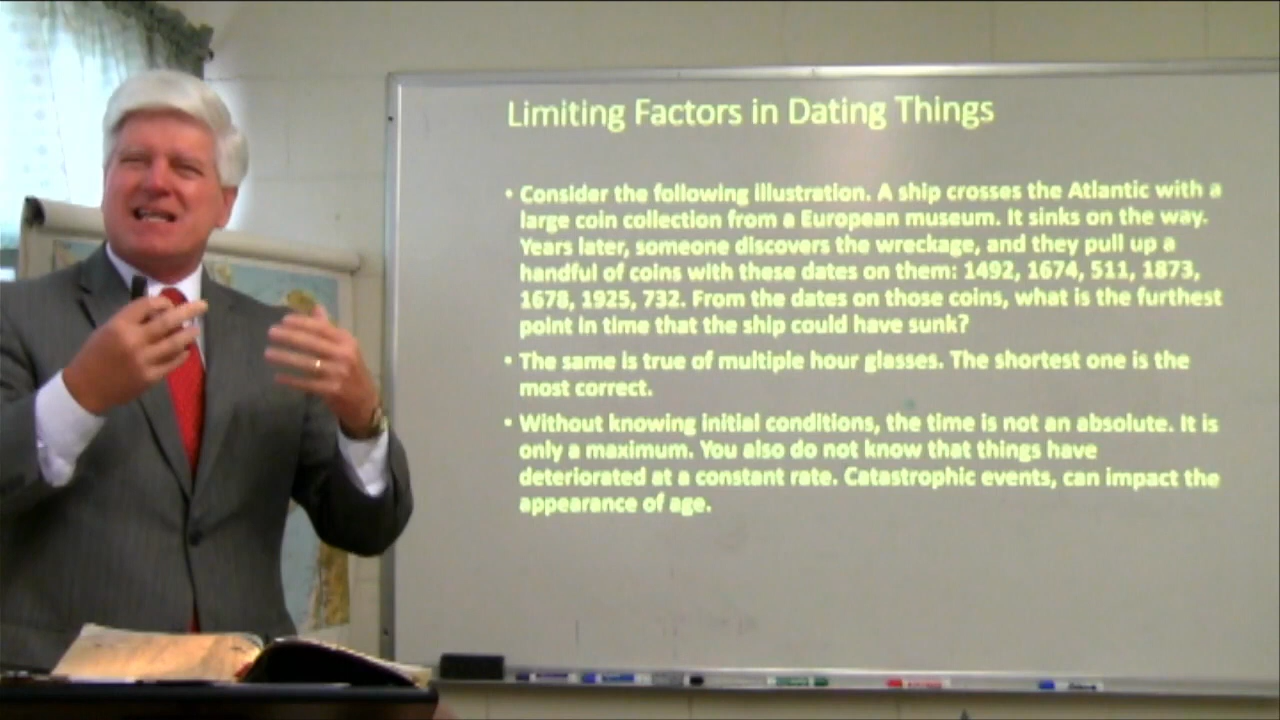 Limiting Factors in Dating Things
• Consider the following illustration. A ship crosses the Atlantic with a
large coin collection from a European museum. It sinks on the way.
Years later, someone discovers the wreckage, and they pull up a
handful of coins with these dates on them: 1492, 1674, 511, 1873,
1678, 1925, 732. From the dates on those coins, what is the furthest
point in time that the ship could have sunk?
• The same is true of multiple hour glasses. The shortest one is the
most correct.
• Without knowing initial conditions, the time is not an absolute. It is
only a maximum. You also do not know that things have
deteriorated at a constant rate. Catastrophic events, can impact the
appearance of age.